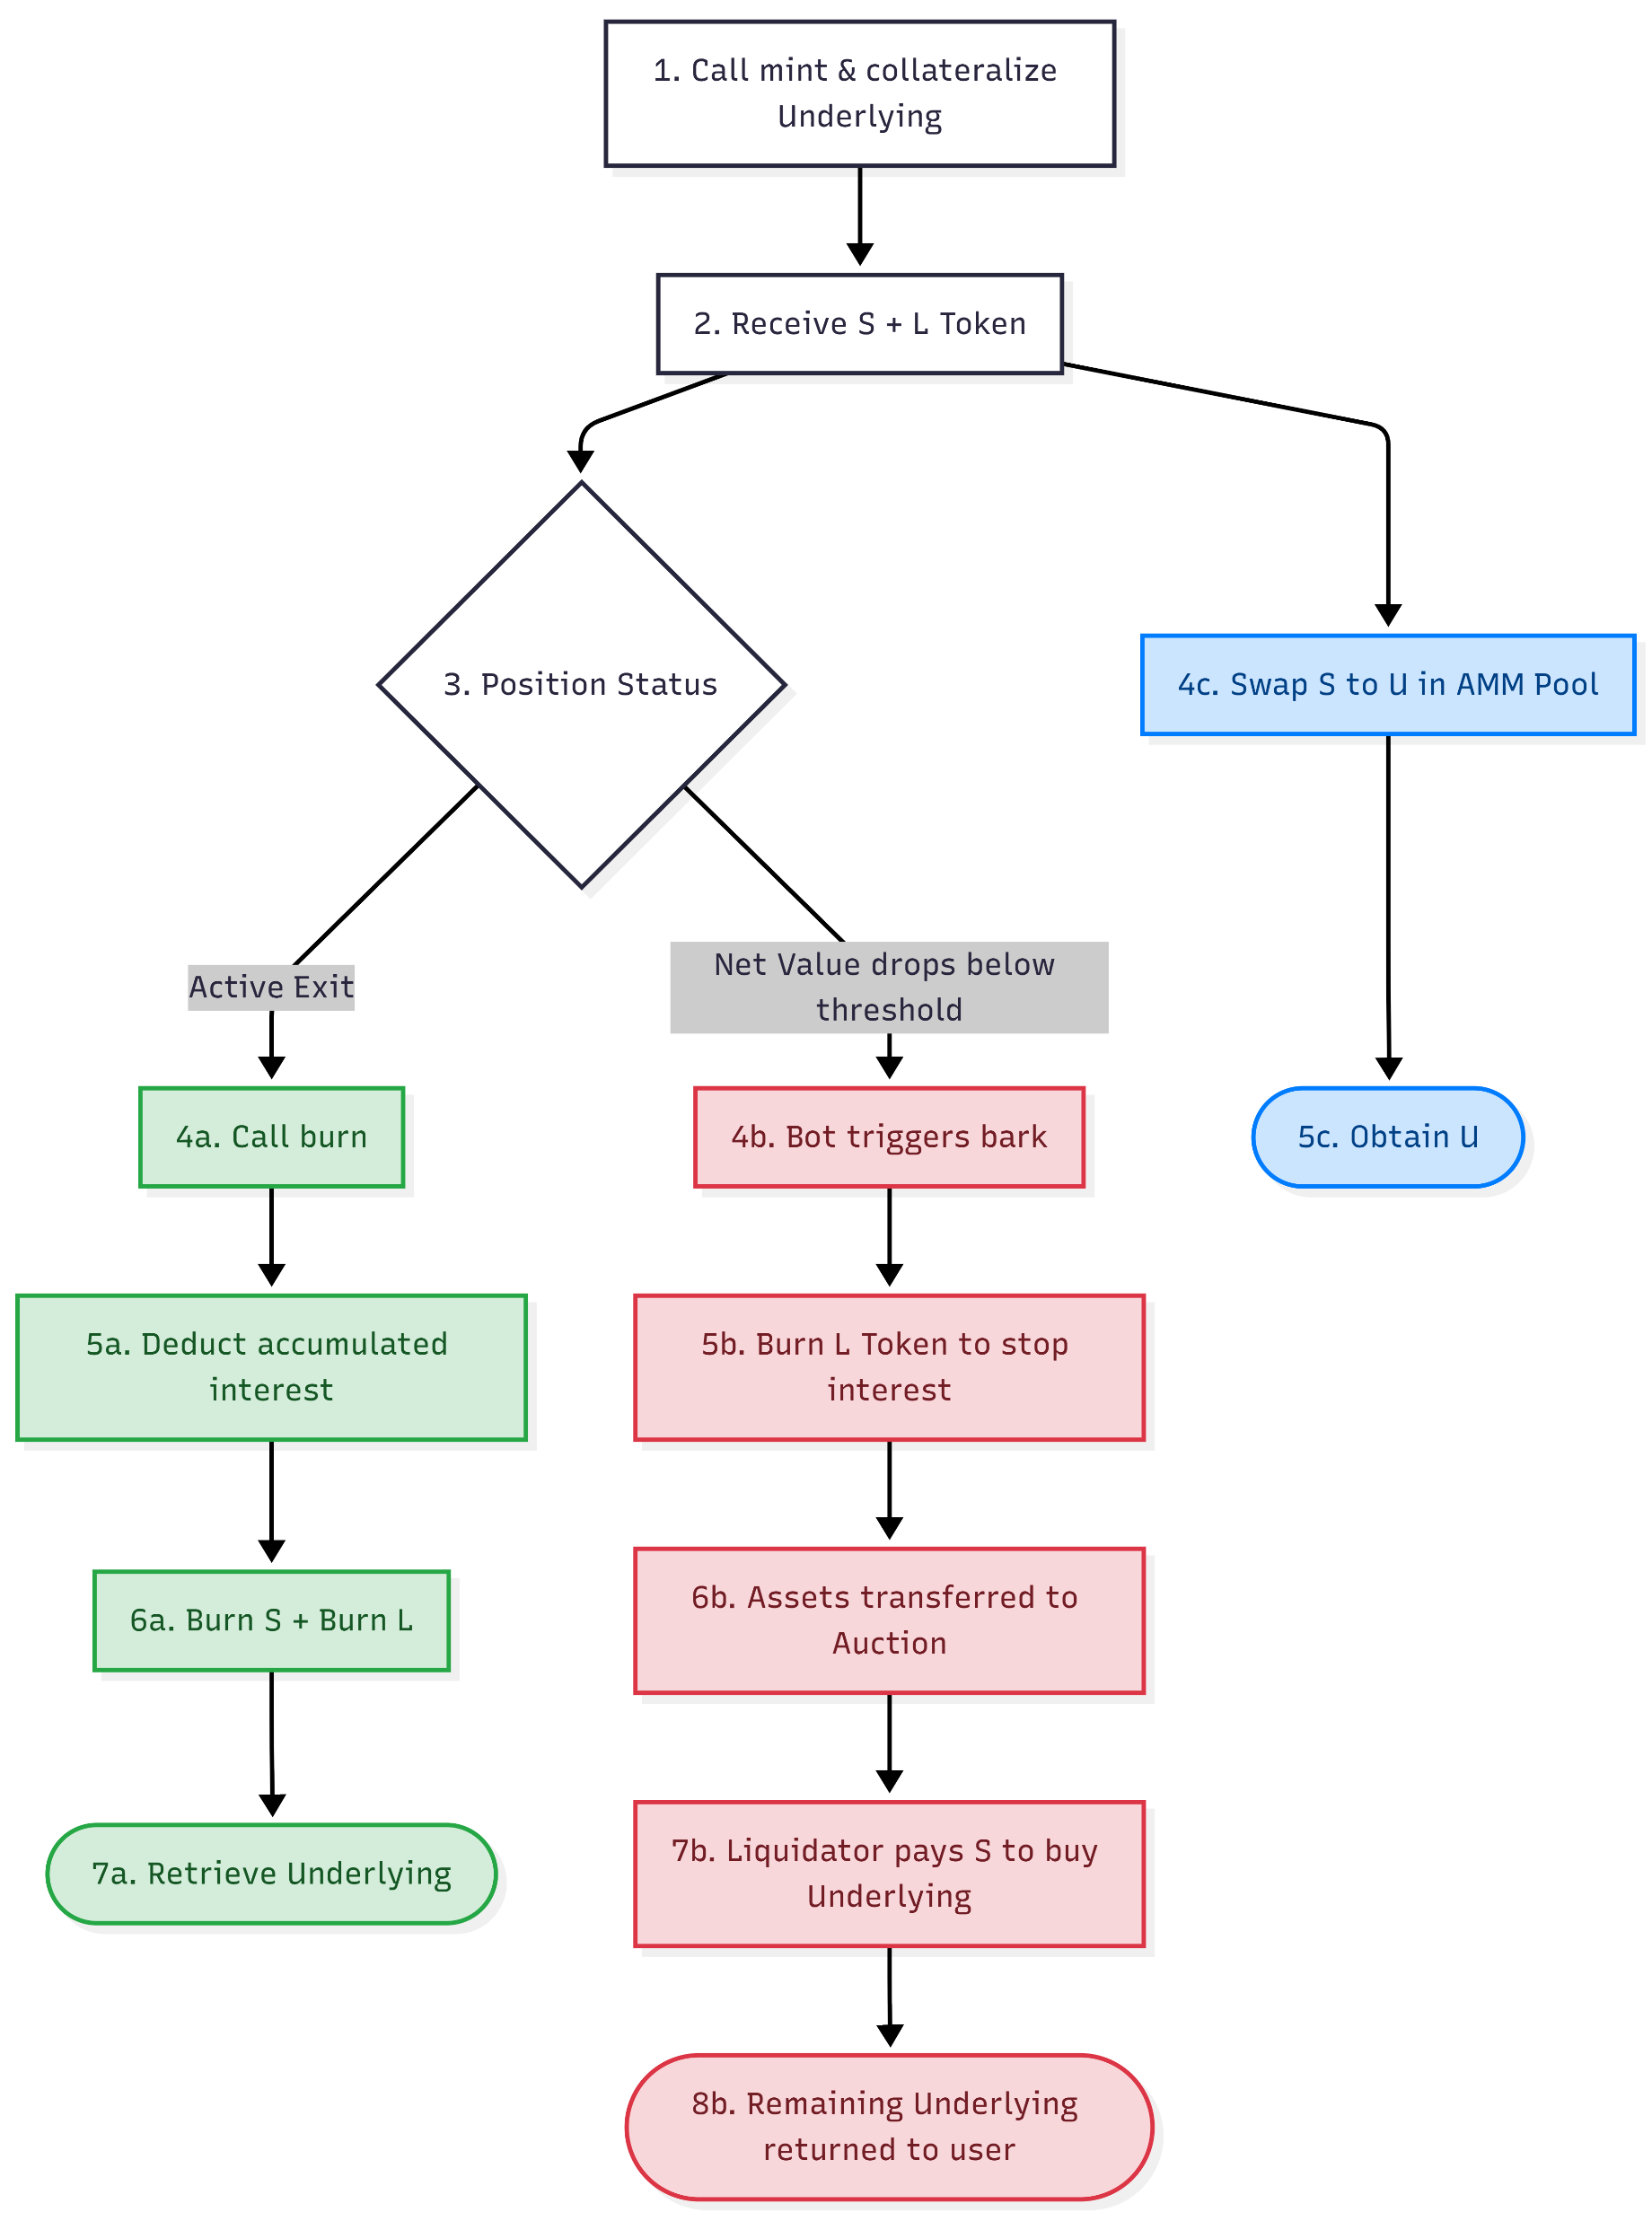 1. Call mint & collateralize
Underlying
2. Receive S + L Token
3. Position Status
4c. Swap S to U in AMM Pool
Active Exit
Net Value drops below
threshold
4a. Call burn
4b. Bot triggers bark
5c. Obtain U
5a. Deduct accumulated
interest
5b. Burn L Token to stop
interest
6a. Burn S + Burn L
6b. Assets transferred to
Auction
7a. Retrieve Underlying
7b. Liquidator pays S to buy
Underlying
8b. Remaining Underlying
returned to user